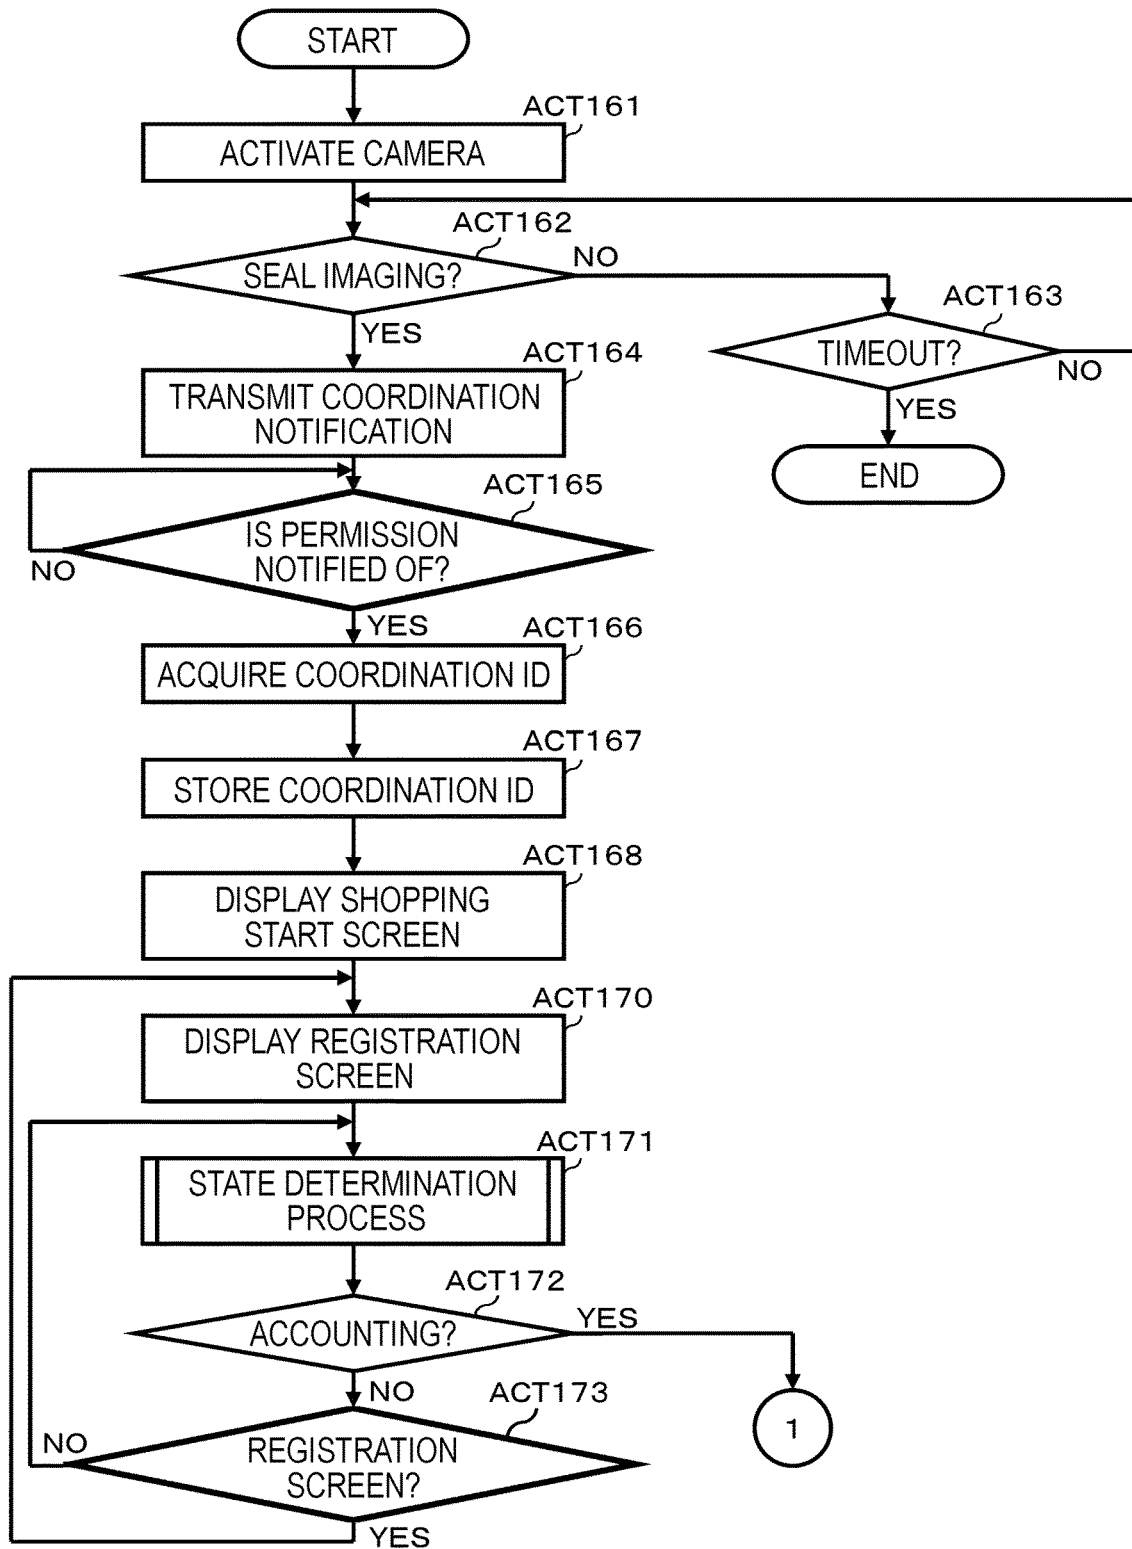 START
ACT161
ACTIVATE CAMERA
ACT162
SEAL IMAGING?
NO
YES
ACT163
TIMEOUT?
NO
YES
END
ACT164
TRANSMIT COORDINATION
NOTIFICATION
ACT165
IS PERMISSION
NOTIFIED OF?
NO
YES
ACT166
ACQUIRE COORDINATION ID
ACT167
STORE COORDINATION ID
ACT168
DISPLAY SHOPPING
START SCREEN
ACT170
DISPLAY REGISTRATION
SCREEN
ACT171
STATE DETERMINATION
PROCESS
ACT172
ACCOUNTING?
YES
NO
1
ACT173
REGISTRATION
SCREEN?
NO
YES